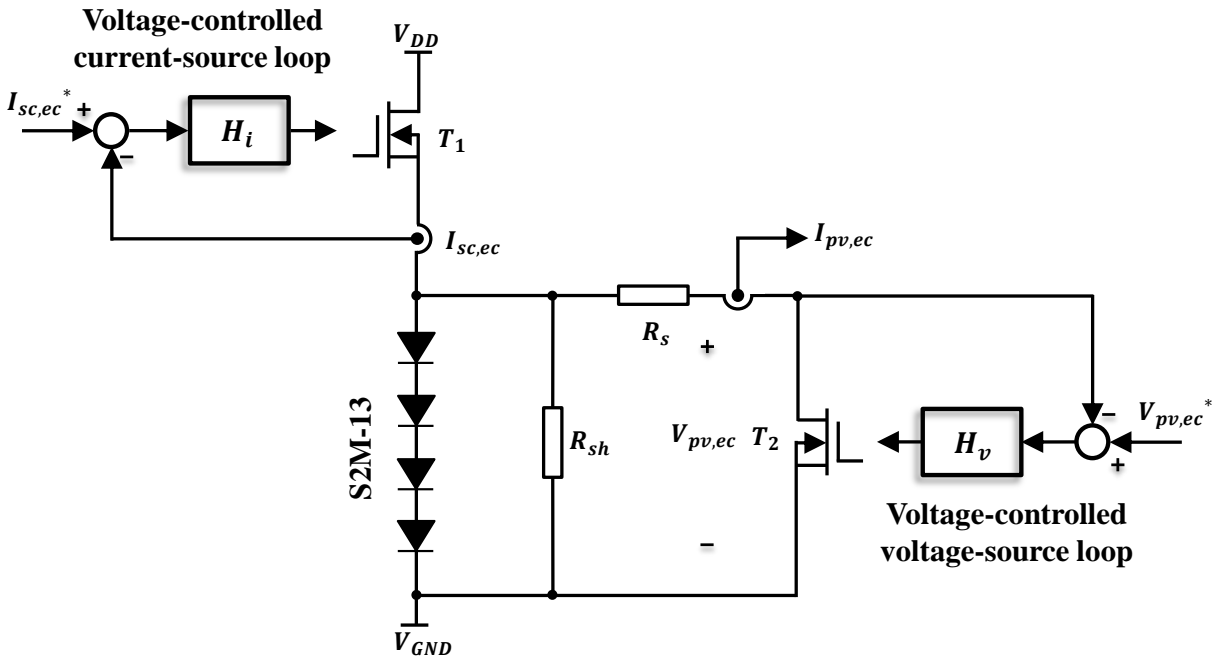 Voltage-controlled
current-source loop
V_DD
I_sc,ec* +
H_i
T_1
−
I_sc,ec
I_pv,ec
R_s
+
S2M-13
R_sh
V_pv,ec
T_2
H_v
−
V_pv,ec*
+
−
Voltage-controlled
voltage-source loop
V_GND